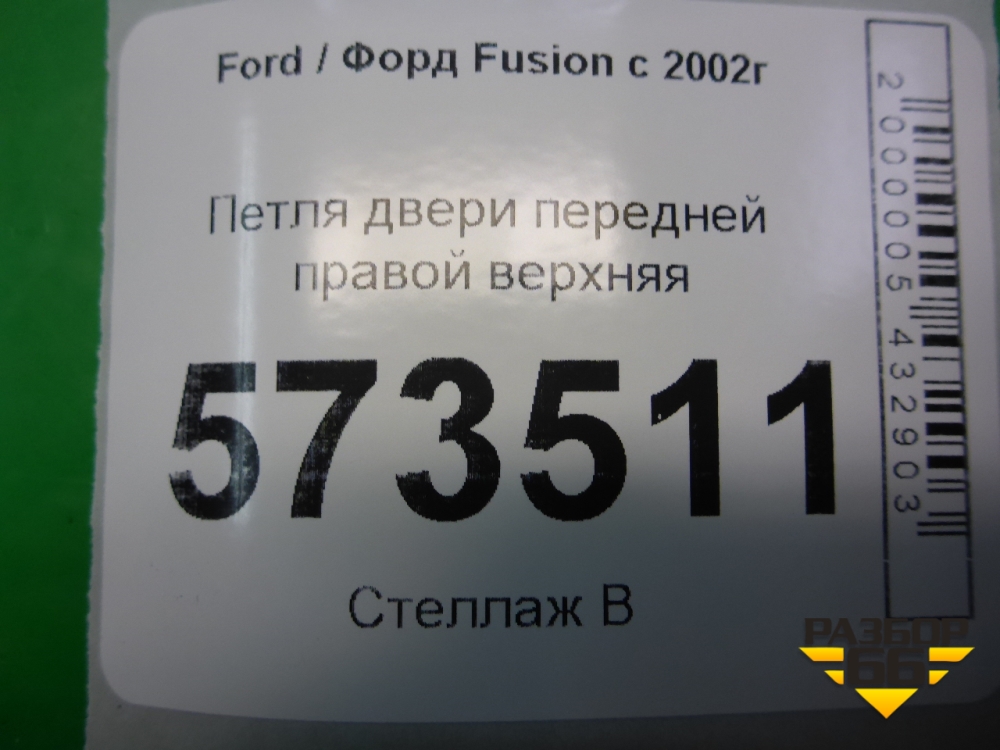 Ford / Форд Fusion с 2002г
Петля двери передней
правой верхняя
573511
Стеллаж В
2000005432903
РАЗБОР
66